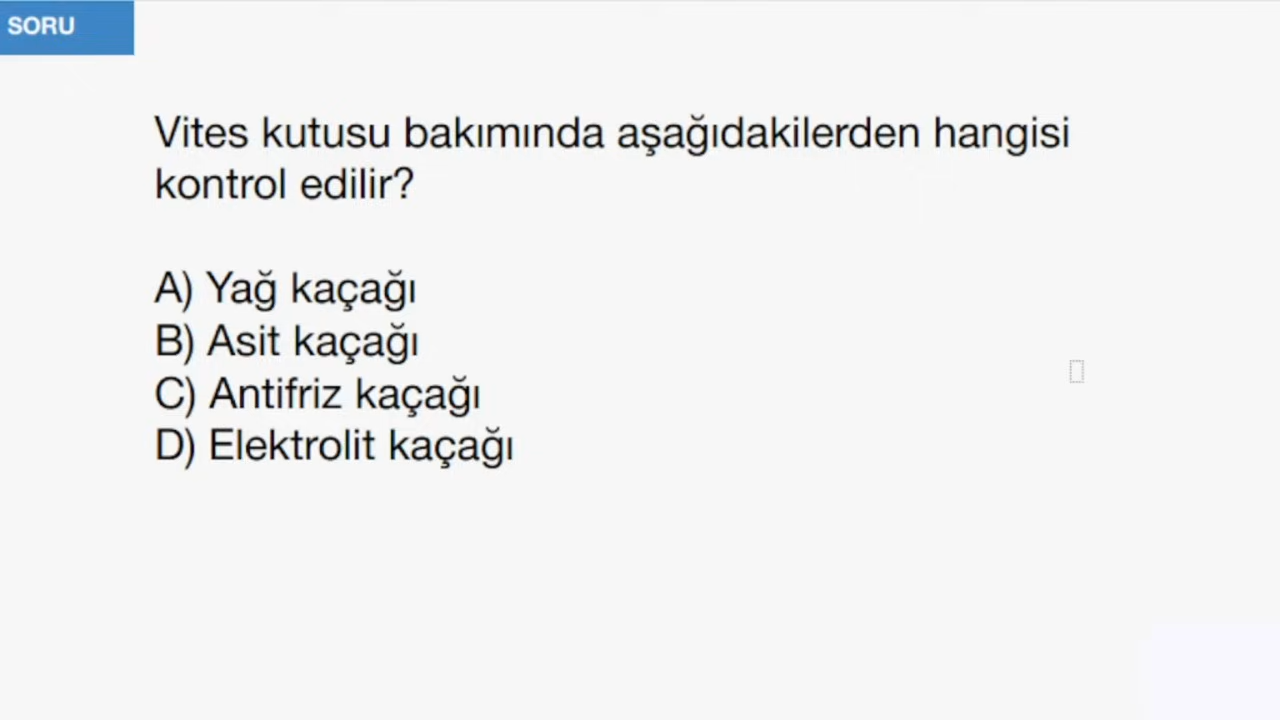 SORU
Vites kutusu bakımında aşağıdakilerden hangisi
kontrol edilir?
A) Yağ kaçağı
B) Asit kaçağı
C) Antifriz kaçağı
D) Elektrolit kaçağı